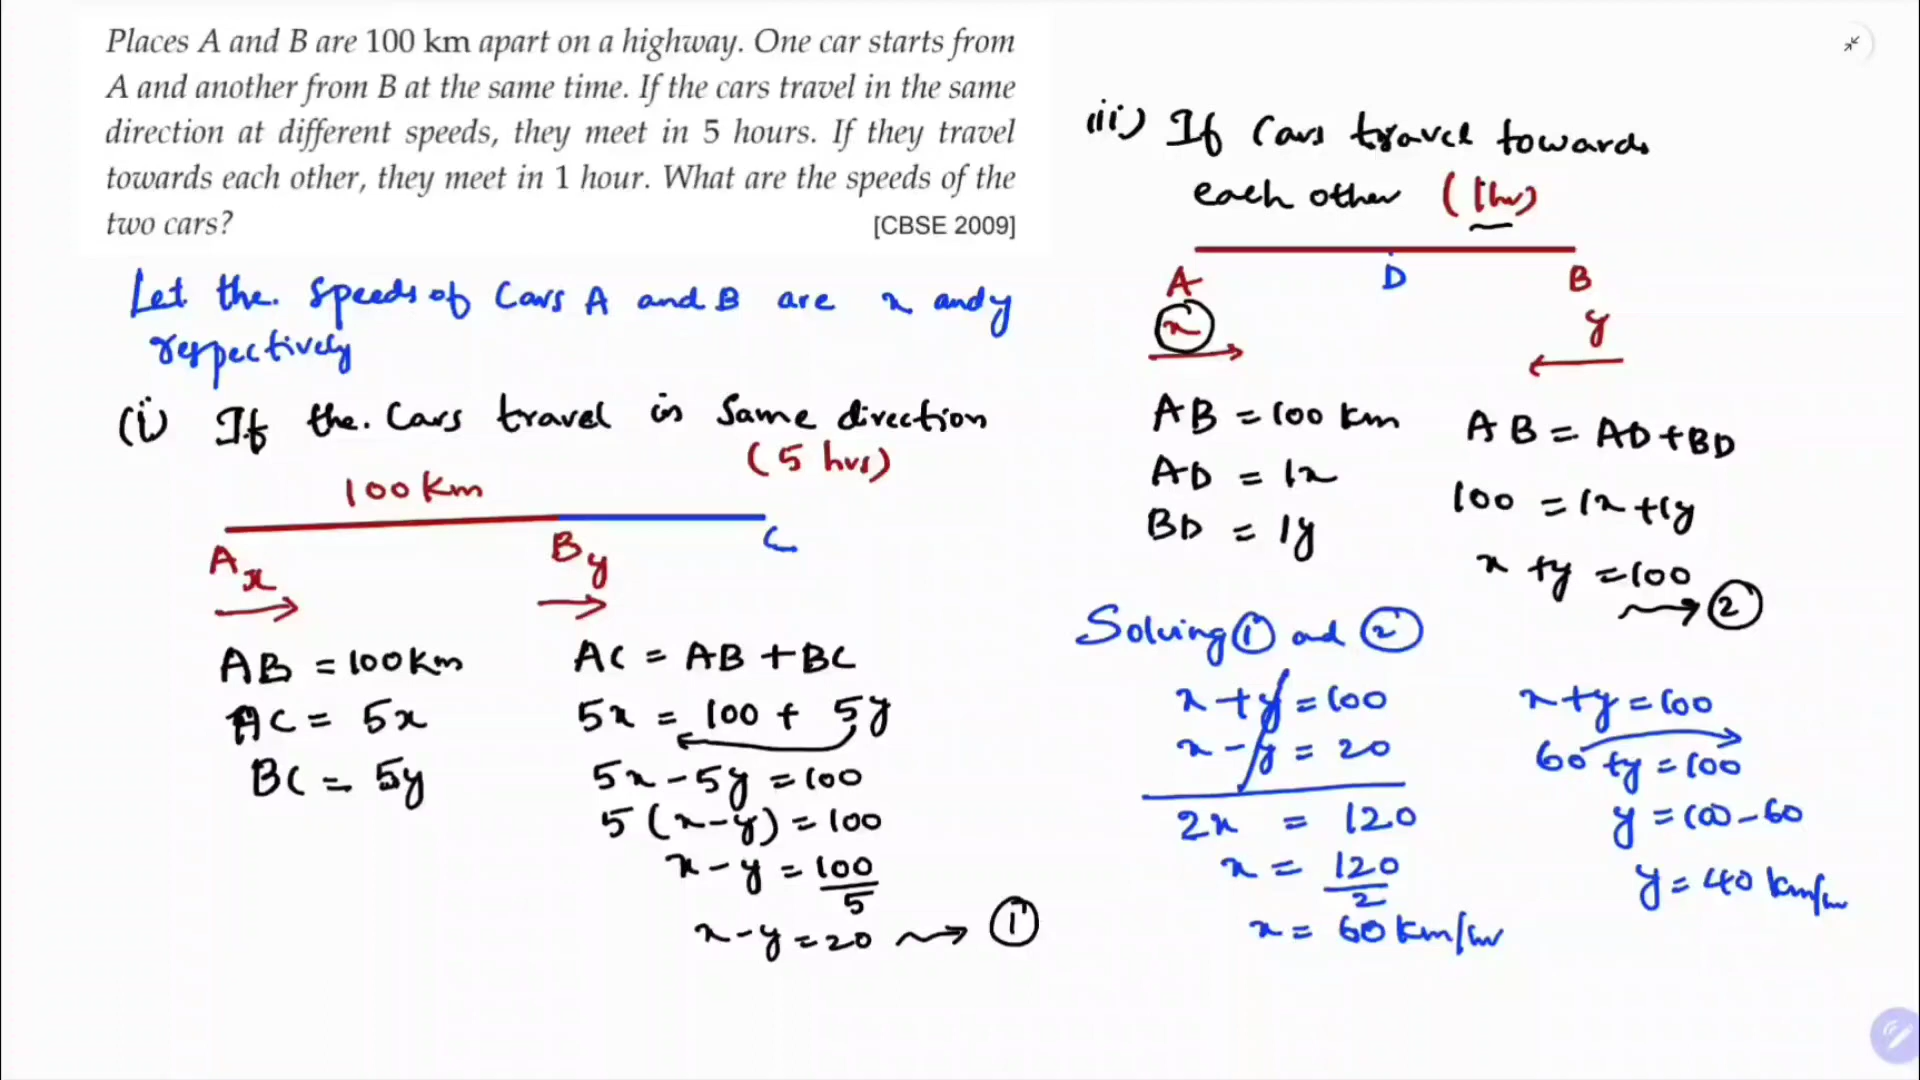 Places A and B are 100 km apart on a highway. One car starts from
A and another from B at the same time. If the cars travel in the same
direction at different speeds, they meet in 5 hours. If they travel
towards each other, they meet in 1 hour. What are the speeds of the
two cars?
[CBSE 2009]
Let the speeds of Cars A and B are x and y
respectively
(i) If the cars travel in same direction
(5 hrs)
100 Km
A B C
x y
AB = 100 Km
AC = 5x
BC = 5y
AC = AB + BC
5x = 100 + 5y
5x - 5y = 100
5 (x - y) = 100
x - y = 100/5
x - y = 20 → 1
(ii) If Cars travel towards
each other (1 hr)
A D B
x y
AB = 100 Km
AD = 1x
BD = 1y
AB = AD + BD
100 = 1x + 1y
x + y = 100
→ 2
Solving 1 and 2
x + y = 100
x - y = 20
2x = 120
x = 120/2
x = 60 Km/hr
x + y = 100
60 + y = 100
y = 100 - 60
y = 40 km/hr